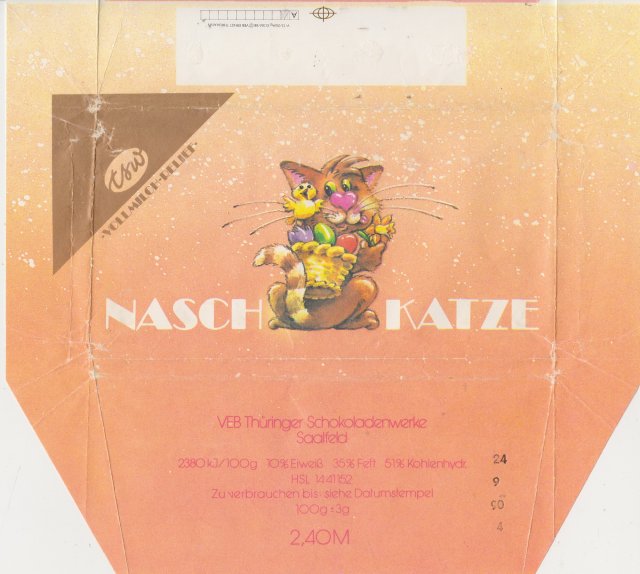 A
tsw
·VOLLMILCH-RELIEF·
NASCH KATZE
VEB Thüringer Schokoladenwerke
Saalfeld
2380 kJ/100g 10% Eiweiß 35% Fett 51% Kohlenhydr.
HSL 1441152
Zu verbrauchen bis: siehe Datumstempel
100g ± 3g
2,40M
24
9
90
4